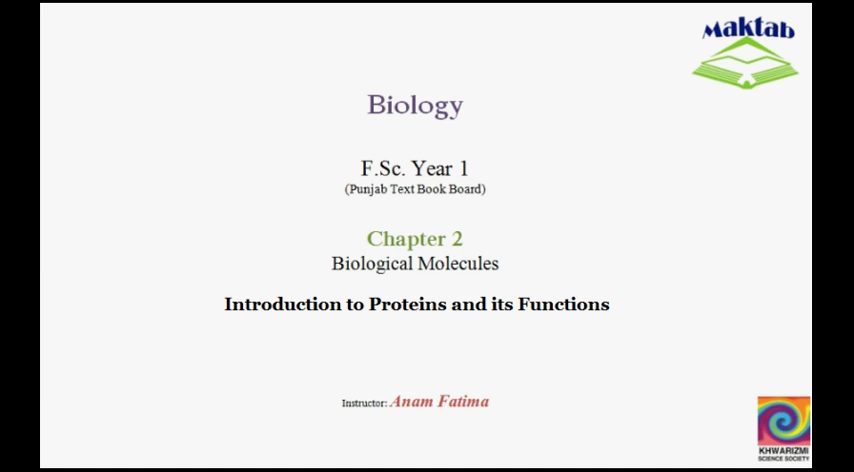 Maktab
Biology
F.Sc. Year 1
(Punjab Text Book Board)
Chapter 2
Biological Molecules
Introduction to Proteins and its Functions
Instructor: Anam Fatima
KHWARIZMI
SCIENCE SOCIETY